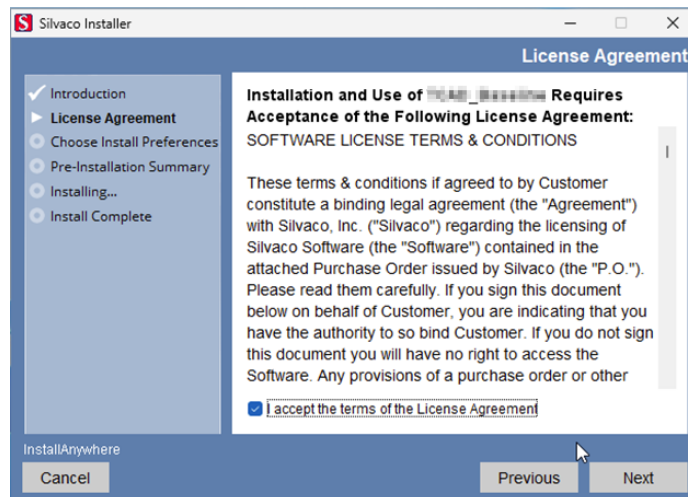 Silvaco Installer
License Agreement
Introduction
License Agreement
Choose Install Preferences
Pre-Installation Summary
Installing...
Install Complete
Installation and Use of Requires
Acceptance of the Following License Agreement:
SOFTWARE LICENSE TERMS & CONDITIONS
These terms & conditions if agreed to by Customer
constitute a binding legal agreement (the "Agreement")
with Silvaco, Inc. ("Silvaco") regarding the licensing of
Silvaco Software (the "Software") contained in the
attached Purchase Order issued by Silvaco (the "P.O.").
Please read them carefully. If you sign this document
below on behalf of Customer, you are indicating that you
have the authority to so bind Customer. If you do not sign
this document you will have no right to access the
Software. Any provisions of a purchase order or other
I accept the terms of the License Agreement
InstallAnywhere
Cancel
Previous
Next